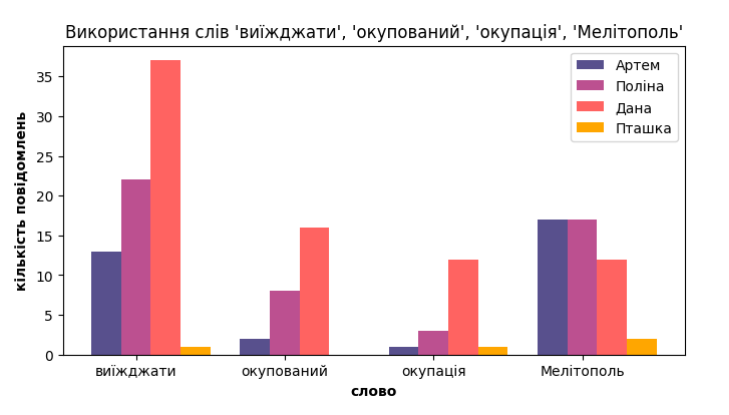 Використання слів 'виїжджати', 'окупований', 'окупація', 'Мелітополь'
Артем
Поліна
Дана
Пташка
кількість повідомлень
35
30
25
20
15
10
5
0
виїжджати окупований окупація Мелітополь
слово